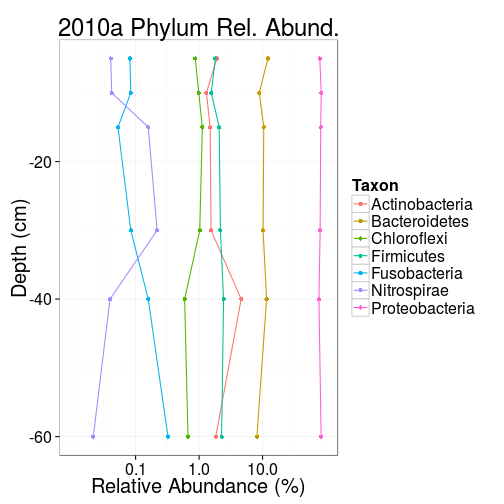 2010a Phylum Rel. Abund.
-20
-40
-60
Depth (cm)
0.1 1.0 10.0
Relative Abundance (%)
Taxon
Actinobacteria
Bacteroidetes
Chloroflexi
Firmicutes
Fusobacteria
Nitrospirae
Proteobacteria